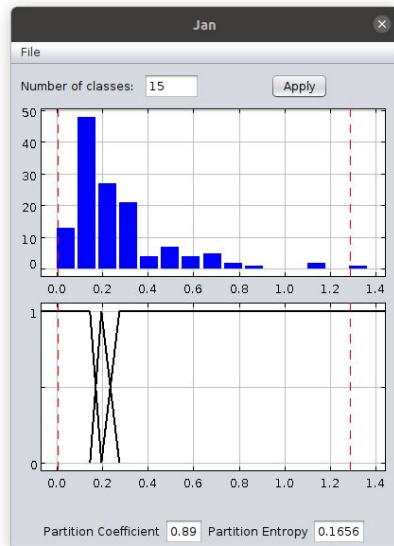 Jan
File
Number of classes: 15 Apply
50
40
30
20
10
0
0.0 0.2 0.4 0.6 0.8 1.0 1.2 1.4
1
0
0.0 0.2 0.4 0.6 0.8 1.0 1.2 1.4
Partition Coefficient 0.89 Partition Entropy 0.1656